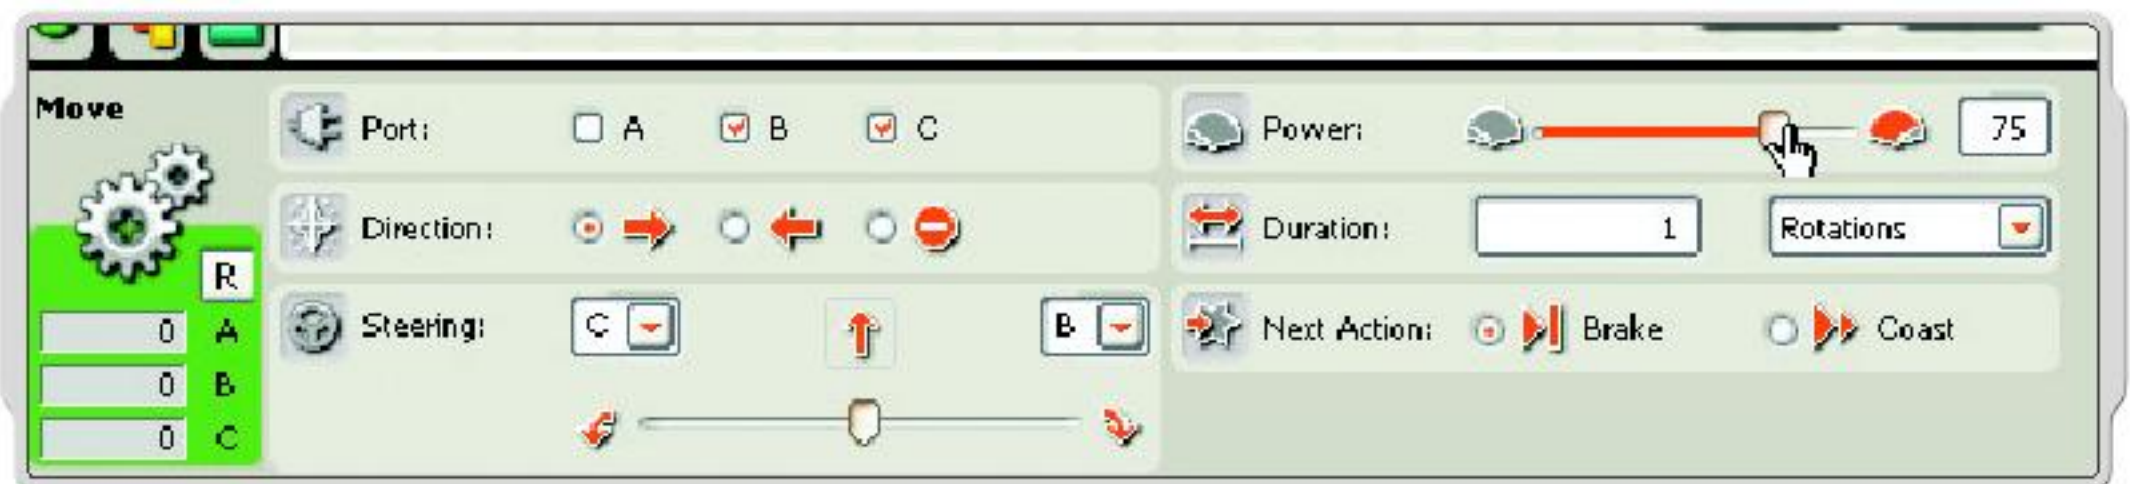 Move
Port: A B C
Power: 75
Direction:
Duration: 1 Rotations
R
Steering: C B
Next Action: Brake Coast
0 A
0 B
0 C